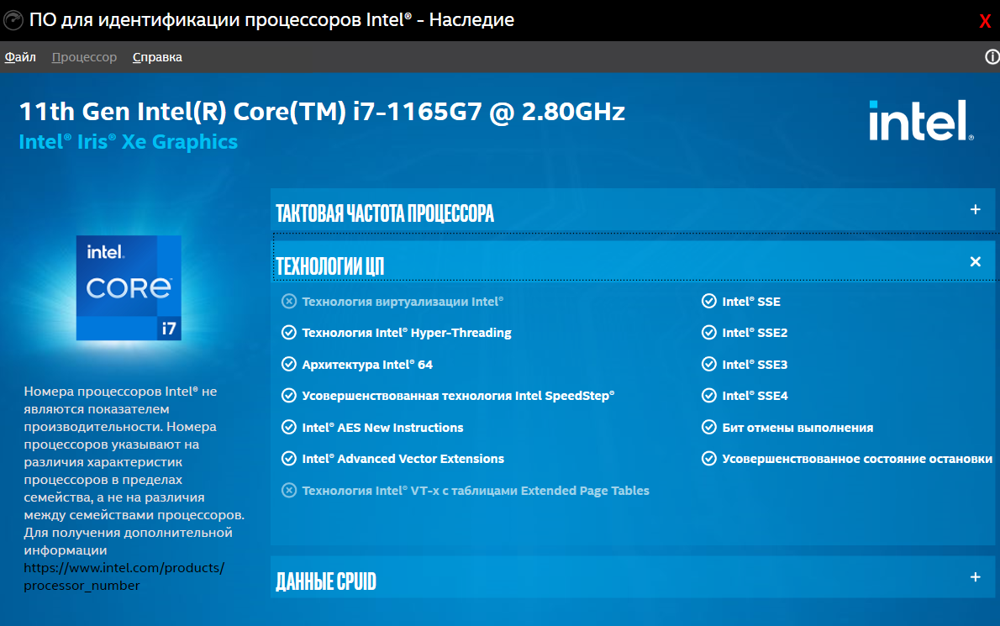 ПО для идентификации процессоров Intel® - Наследие
X
Файл Процессор Справка
11th Gen Intel(R) Core(TM) i7-1165G7 @ 2.80GHz
Intel® Iris® Xe Graphics
intel®
intel.
CORE™
i7
Номера процессоров Intel® не
являются показателем
производительности. Номера
процессоров указывают на
различия характеристик
процессоров в пределах
семейства, а не на различия
между семействами процессоров.
Для получения дополнительной
информации
https://www.intel.com/products/
processor_number
ТАКТОВАЯ ЧАСТОТА ПРОЦЕССОРА +
ТЕХНОЛОГИИ ЦП ×
Технология виртуализации Intel®
Технология Intel® Hyper-Threading
Архитектура Intel® 64
Усовершенствованная технология Intel SpeedStep®
Intel® AES New Instructions
Intel® Advanced Vector Extensions
Технология Intel® VT-x с таблицами Extended Page Tables
Intel® SSE
Intel® SSE2
Intel® SSE3
Intel® SSE4
Бит отмены выполнения
Усовершенствованное состояние остановки
ДАННЫЕ CPUID +